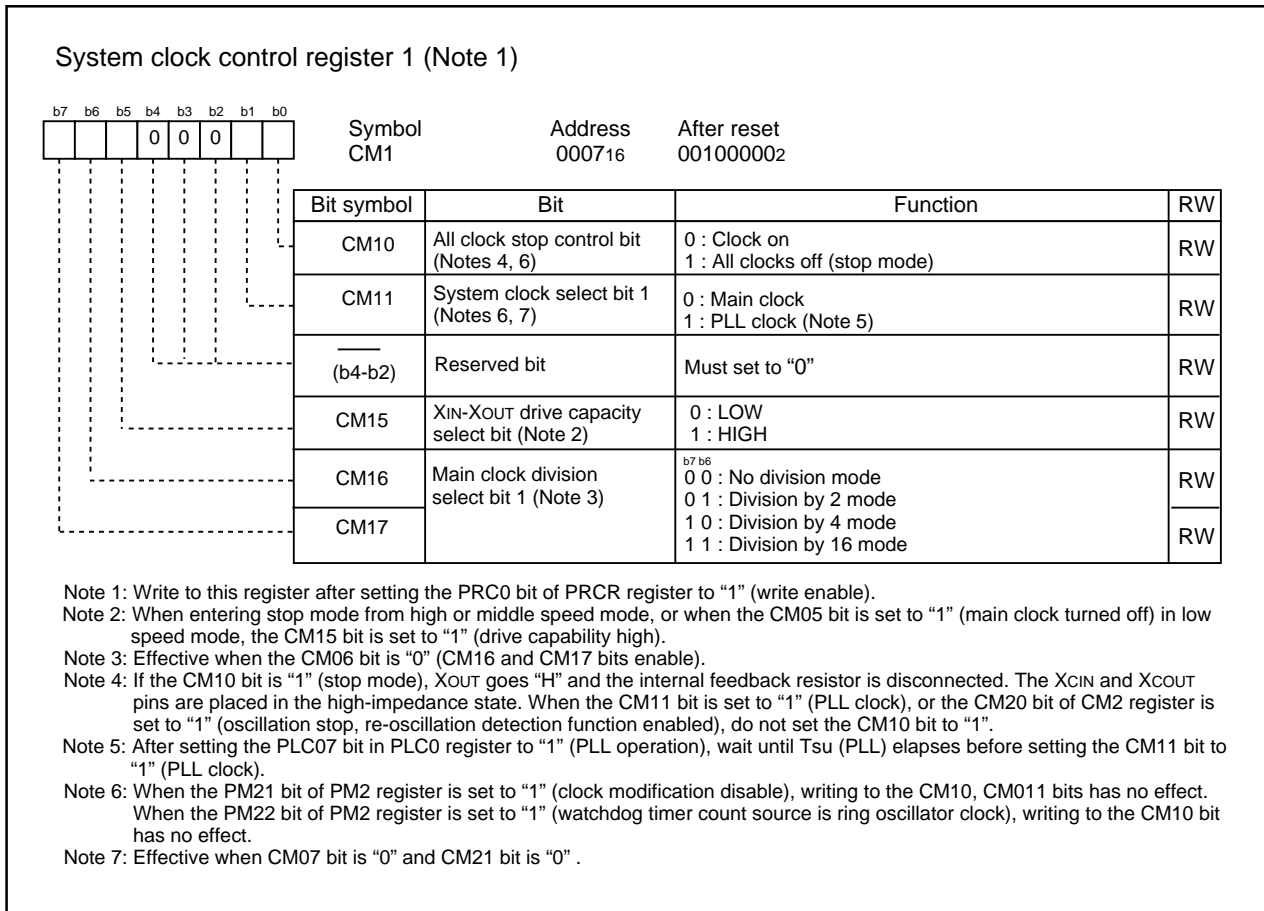 System clock control register 1 (Note 1)
b7 b6 b5 b4 b3 b2 b1 b0
0 0 0
Symbol Address After reset
CM1 000716 001000002
Bit symbol Bit Function RW
CM10 All clock stop control bit (Notes 4, 6) 0 : Clock on 1 : All clocks off (stop mode) RW
CM11 System clock select bit 1 (Notes 6, 7) 0 : Main clock 1 : PLL clock (Note 5) RW
(b4-b2) Reserved bit Must set to “0” RW
CM15 XIN-XOUT drive capacity select bit (Note 2) 0 : LOW 1 : HIGH RW
CM16 Main clock division select bit 1 (Note 3) b7 b6 0 0 : No division mode 0 1 : Division by 2 mode RW
CM17 1 0 : Division by 4 mode 1 1 : Division by 16 mode RW
Note 1: Write to this register after setting the PRC0 bit of PRCR register to “1” (write enable).
Note 2: When entering stop mode from high or middle speed mode, or when the CM05 bit is set to “1” (main clock turned off) in low
speed mode, the CM15 bit is set to “1” (drive capability high).
Note 3: Effective when the CM06 bit is “0” (CM16 and CM17 bits enable).
Note 4: If the CM10 bit is “1” (stop mode), XOUT goes “H” and the internal feedback resistor is disconnected. The XCIN and XCOUT
pins are placed in the high-impedance state. When the CM11 bit is set to “1” (PLL clock), or the CM20 bit of CM2 register is
set to “1” (oscillation stop, re-oscillation detection function enabled), do not set the CM10 bit to “1”.
Note 5: After setting the PLC07 bit in PLC0 register to “1” (PLL operation), wait until Tsu (PLL) elapses before setting the CM11 bit to
“1” (PLL clock).
Note 6: When the PM21 bit of PM2 register is set to “1” (clock modification disable), writing to the CM10, CM011 bits has no effect.
When the PM22 bit of PM2 register is set to “1” (watchdog timer count source is ring oscillator clock), writing to the CM10 bit
has no effect.
Note 7: Effective when CM07 bit is “0” and CM21 bit is “0” .